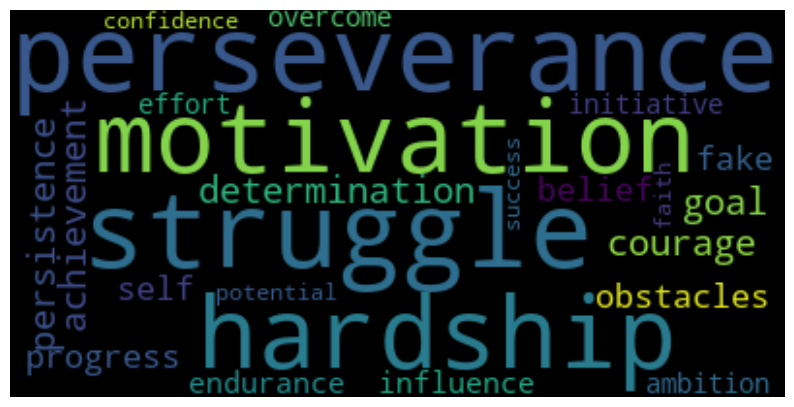 confidence
overcome
perseverance
effort
initiative
motivation
fake
persistence
achievement
determination
success
belief
faith
goal
struggle
courage
self
potential
obstacles
hardship
progress
endurance
influence
ambition